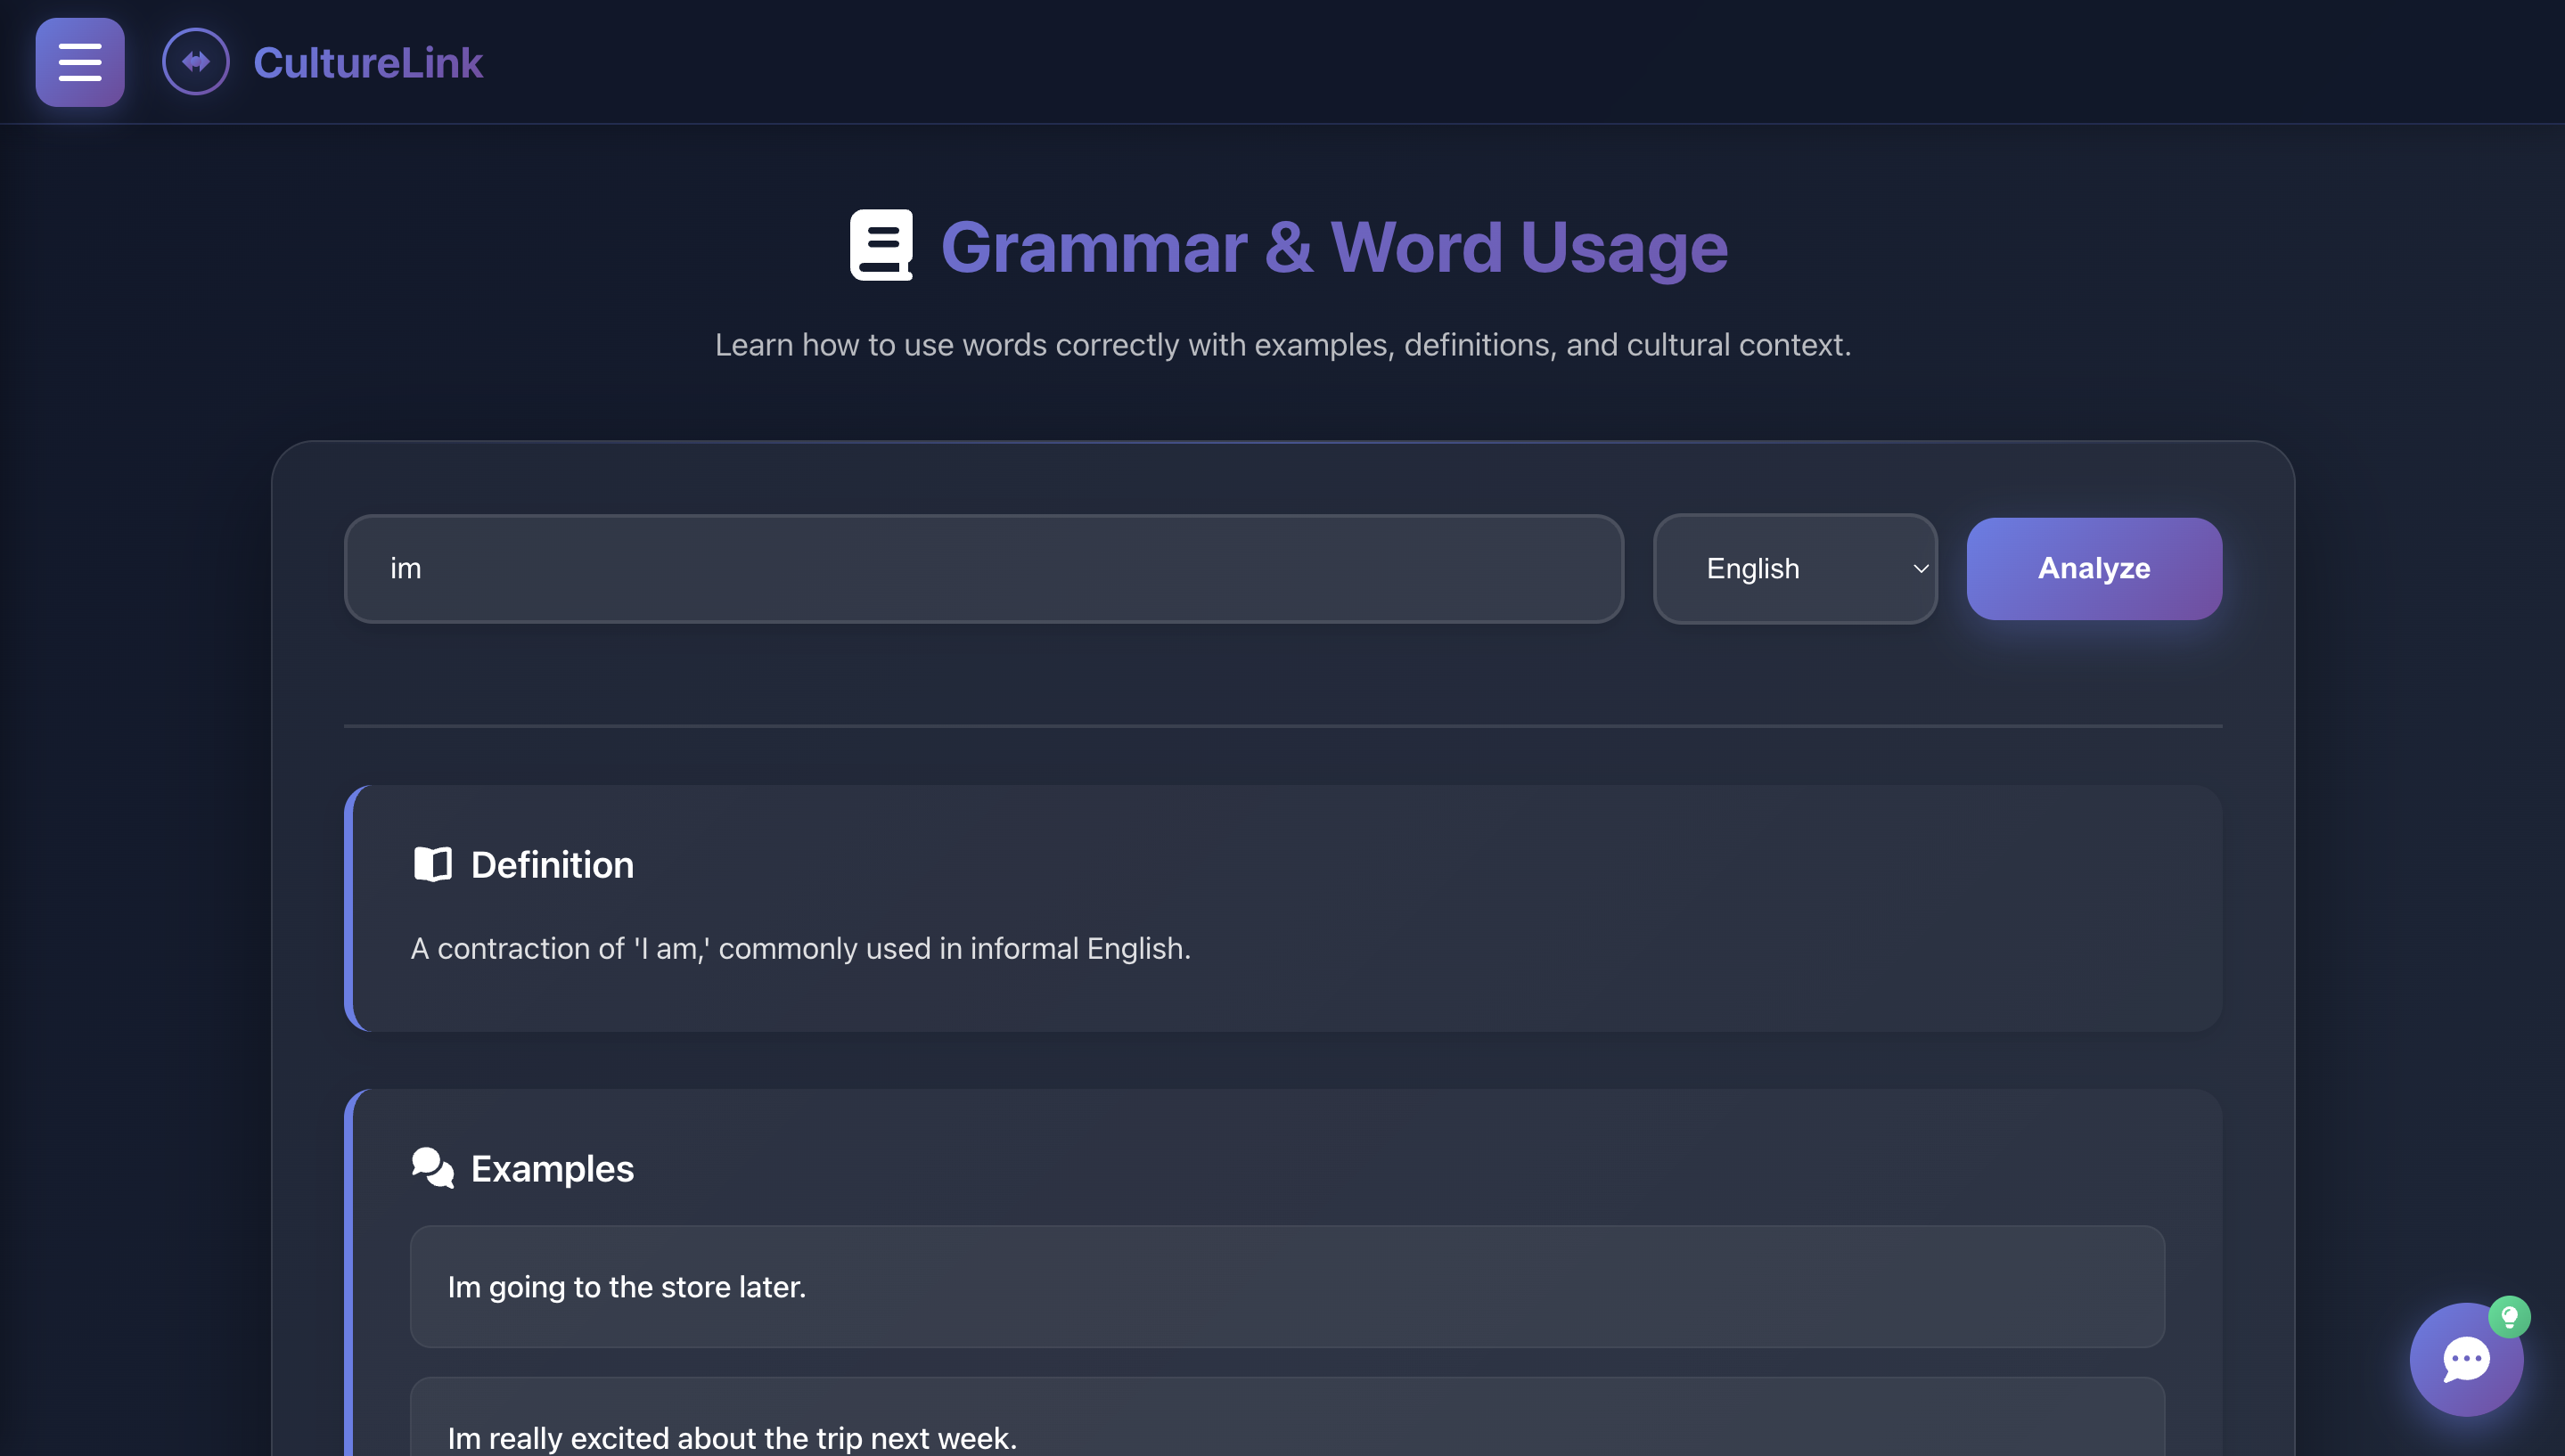 CultureLink
Grammar & Word Usage
Learn how to use words correctly with examples, definitions, and cultural context.
im
English
Analyze
Definition
A contraction of 'I am,' commonly used in informal English.
Examples
Im going to the store later.
Im really excited about the trip next week.